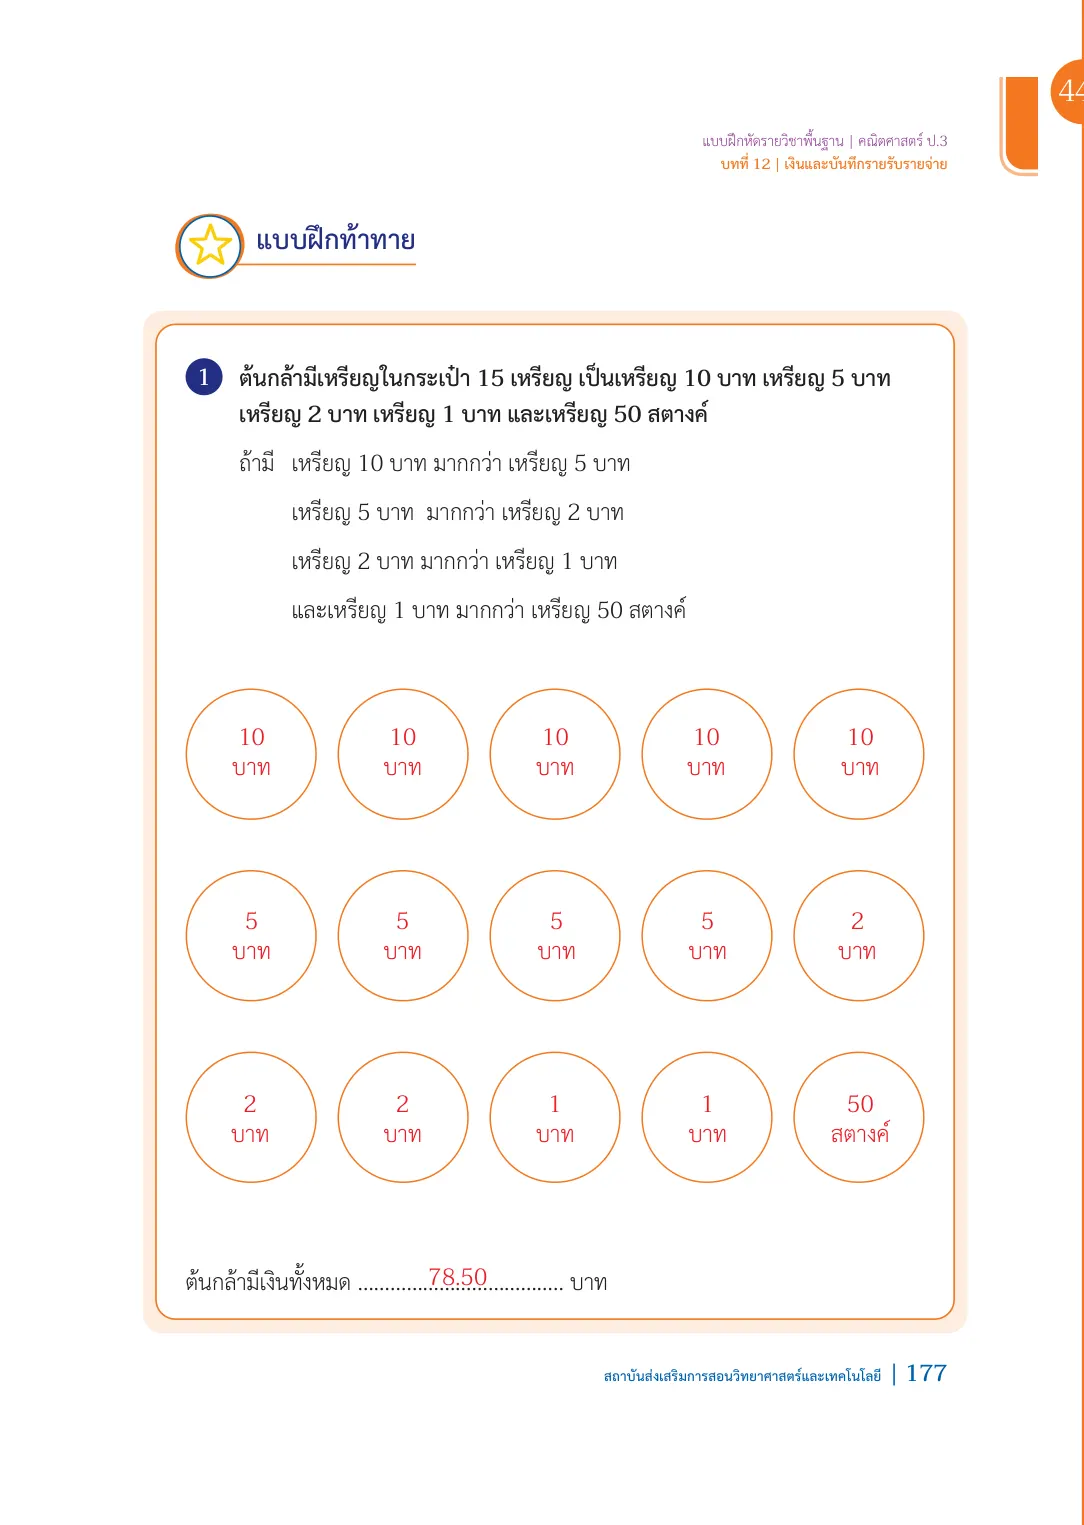 44
แบบฝึกหัดรายวิชาพื้นฐาน | คณิตศาสตร์ ป.3
บทที่ 12 | เงินและบันทึกรายรับรายจ่าย
แบบฝึกท้าทาย
1 ต้นกล้ามีเหรียญในกระเป๋า 15 เหรียญ เป็นเหรียญ 10 บาท เหรียญ 5 บาท
เหรียญ 2 บาท เหรียญ 1 บาท และเหรียญ 50 สตางค์
ถ้ามี เหรียญ 10 บาท มากกว่า เหรียญ 5 บาท
เหรียญ 5 บาท มากกว่า เหรียญ 2 บาท
เหรียญ 2 บาท มากกว่า เหรียญ 1 บาท
และเหรียญ 1 บาท มากกว่า เหรียญ 50 สตางค์
10 10 10 10 10
บาท บาท บาท บาท บาท
5 5 5 5 2
บาท บาท บาท บาท บาท
2 2 1 1 50
บาท บาท บาท บาท สตางค์
ต้นกล้ามีเงินทั้งหมด ............78.50............ บาท
สถาบันส่งเสริมการสอนวิทยาศาสตร์และเทคโนโลยี | 177